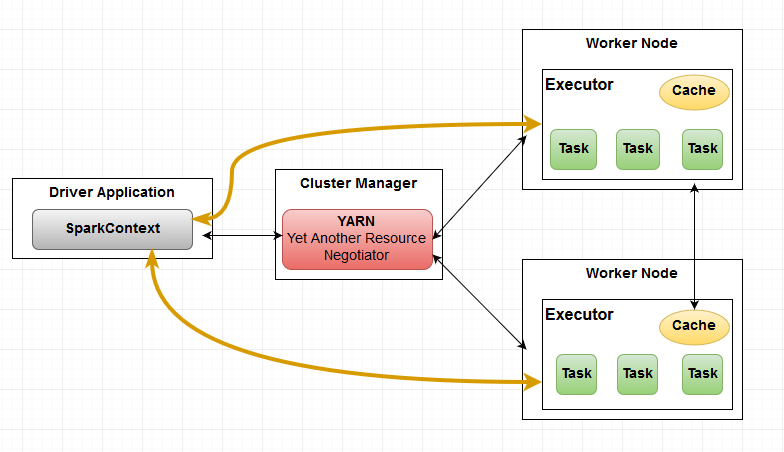 Driver Application
SparkContext
Cluster Manager
YARN
Yet Another Resource
Negotiator
Worker Node
Executor
Cache
Task
Task
Task
Worker Node
Executor
Cache
Task
Task
Task